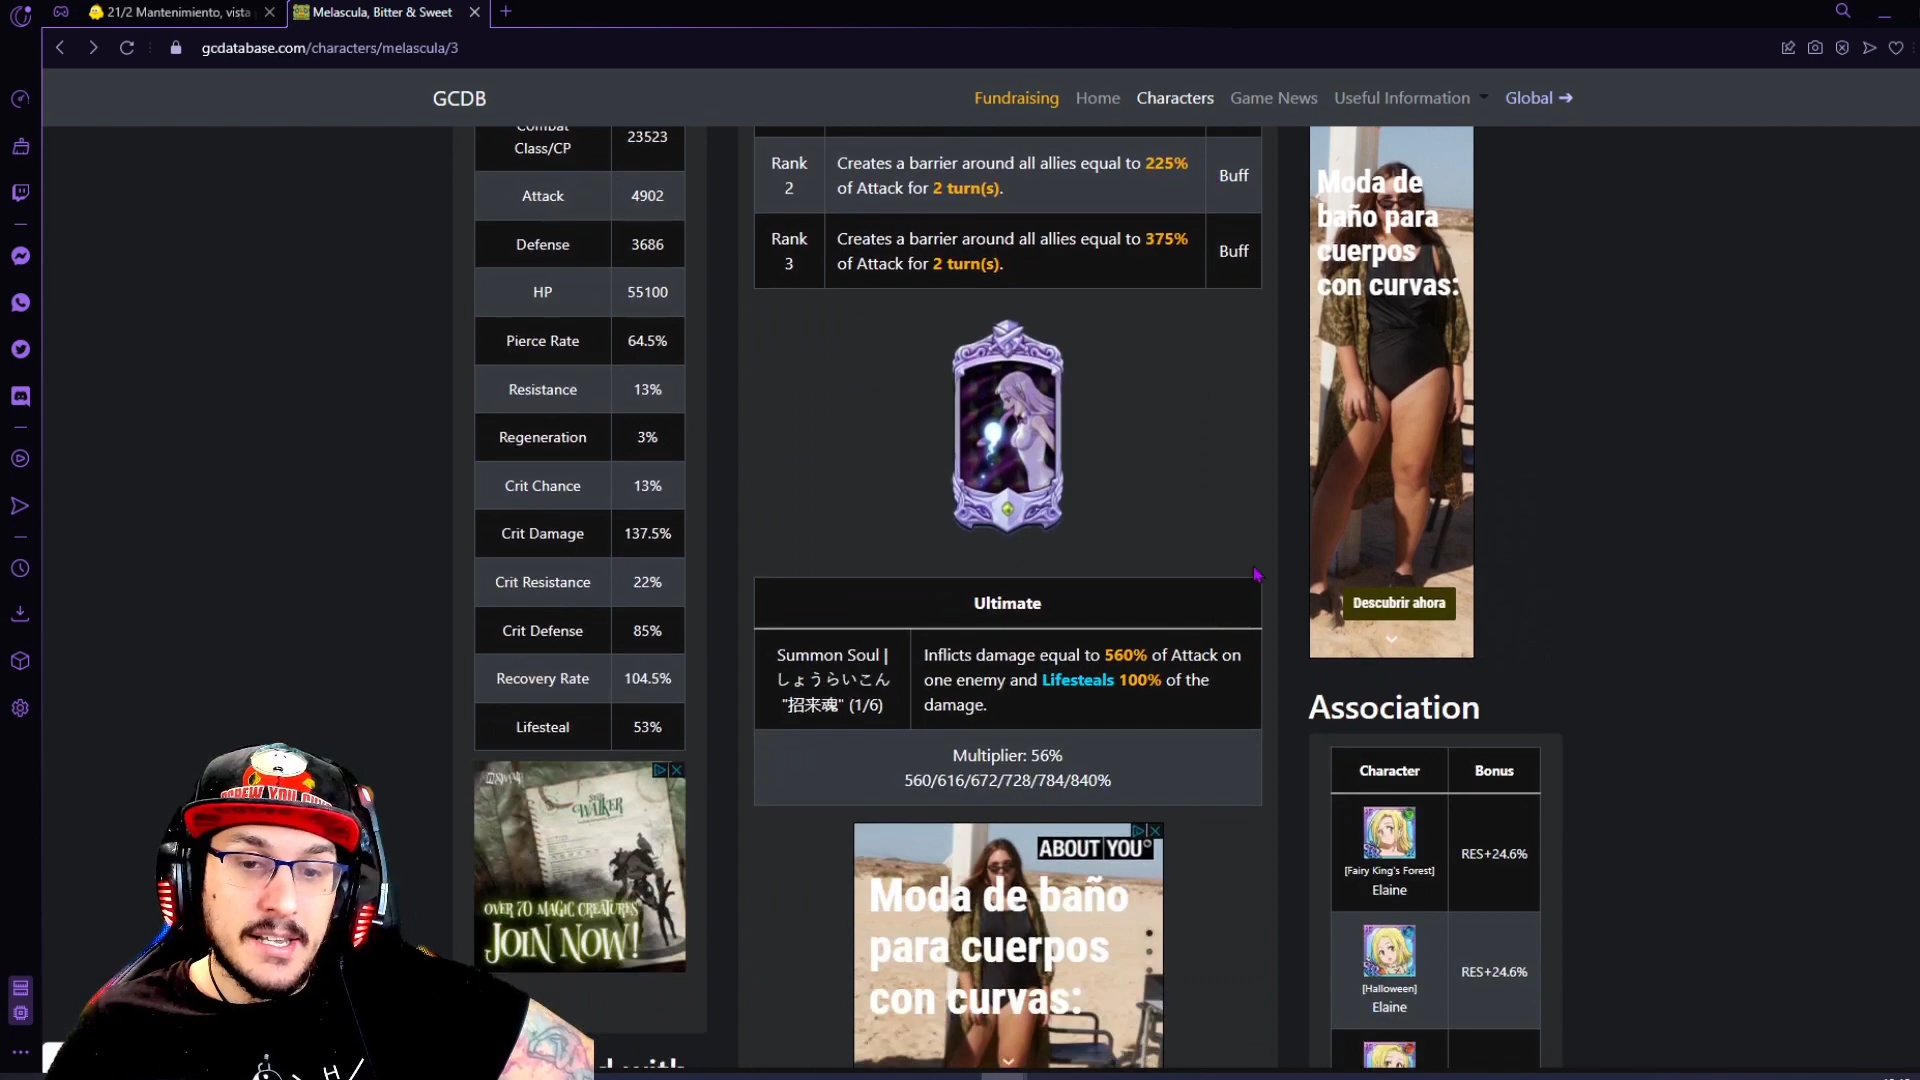 21/2 Mantenimiento, vista
Melascula, Bitter & Sweet
gcdatabase.com/characters/melascula/3
GCDB
Fundraising
Home
Characters
Game News
Useful Information
Global ➔
Combat
Class/CP
23523
Attack
4902
Defense
3686
HP
55100
Pierce Rate
64.5%
Resistance
13%
Regeneration
3%
Crit Chance
13%
Crit Damage
137.5%
Crit Resistance
22%
Crit Defense
85%
Recovery Rate
104.5%
Lifesteal
53%
WALKER
OVER 70 MAGIC CREATURES
JOIN NOW!
SCREW YOU GUYS
Rank
2
Creates a barrier around all allies equal to 225%
of Attack for 2 turn(s).
Buff
Rank
3
Creates a barrier around all allies equal to 375%
of Attack for 2 turn(s).
Buff
Ultimate
Summon Soul |
しょうらいこん
"招来魂" (1/6)
Inflicts damage equal to 560% of Attack on
one enemy and Lifesteals 100% of the
damage.
Multiplier: 56%
560/616/672/728/784/840%
ABOUT YOU°
Moda de baño
para cuerpos
con curvas:
Moda de
baño para
cuerpos
con curvas:
Descubrir ahora
Association
Character
Bonus
[Fairy King's Forest]
Elaine
RES+24.6%
[Halloween]
Elaine
RES+24.6%